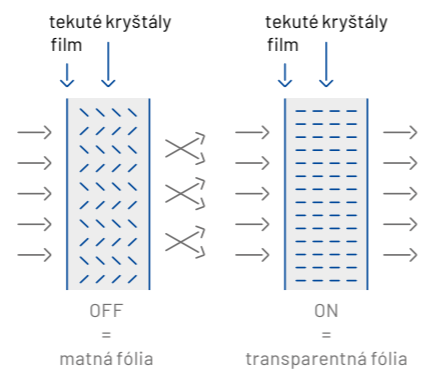 tekuté kryštály
film
OFF
=
matná fólia
tekuté kryštály
film
ON
=
transparentná fólia